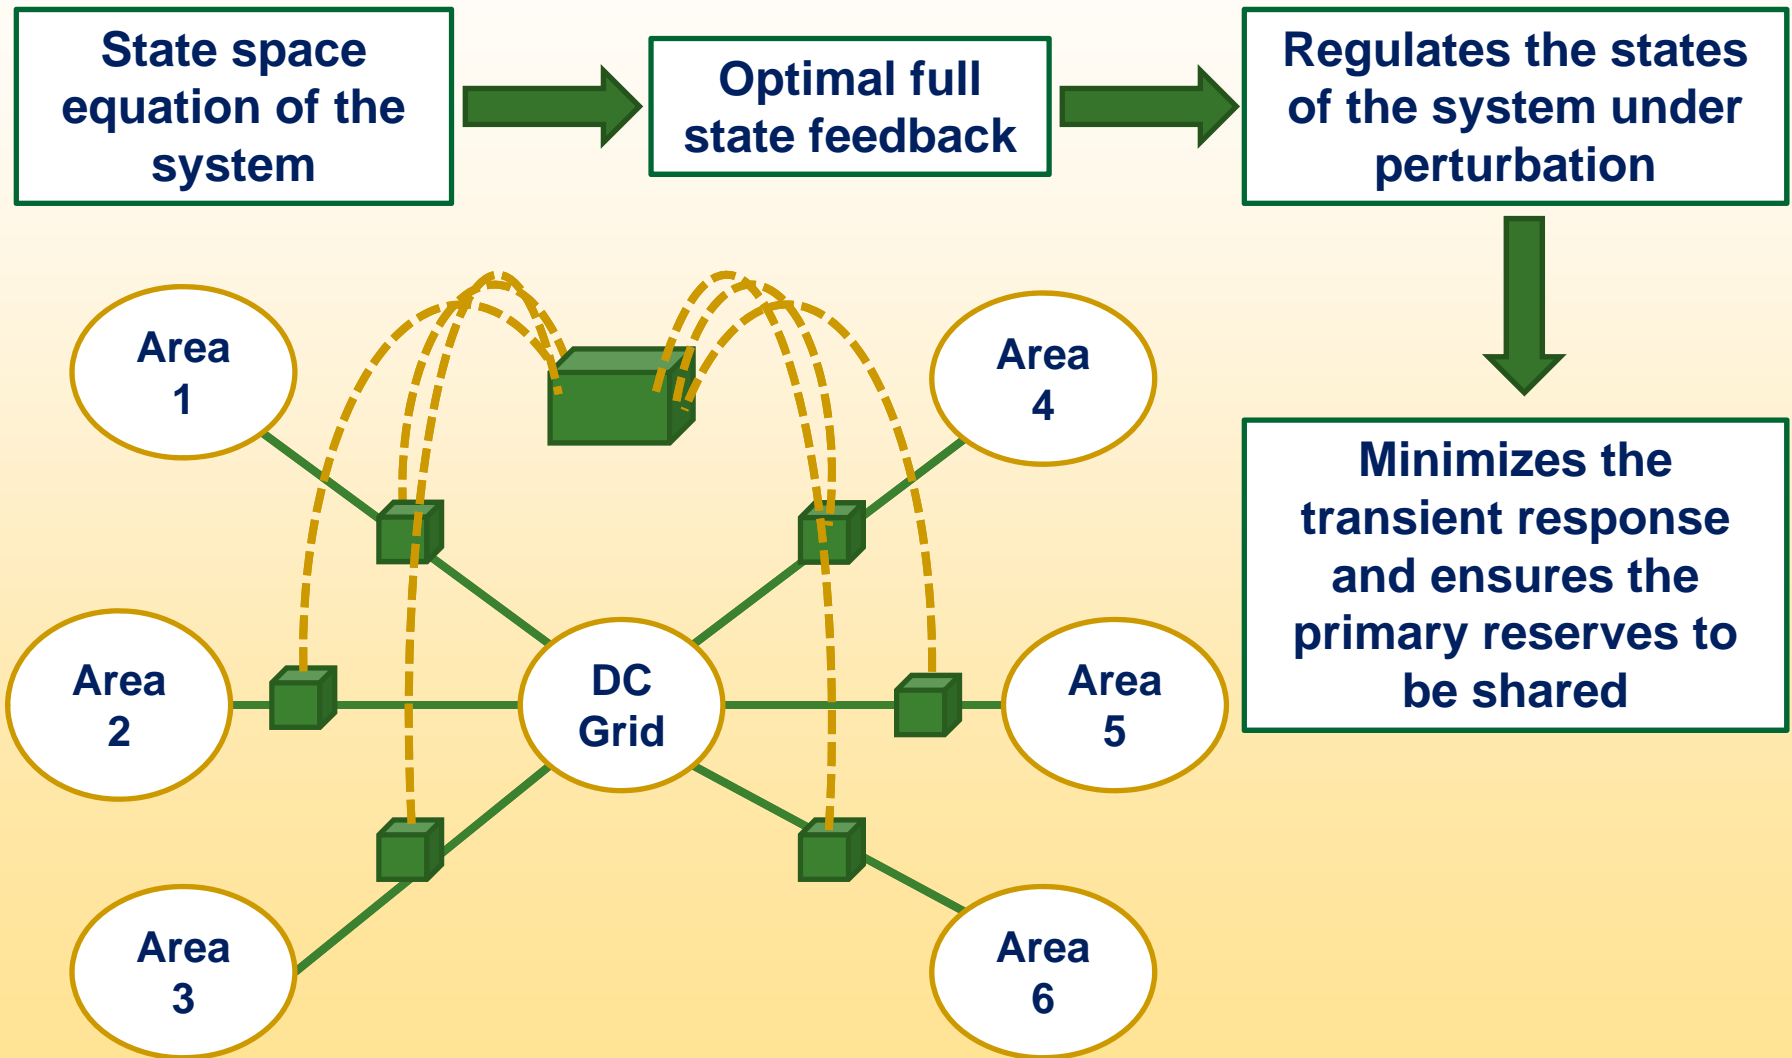 State space
equation of the
system
Optimal full
state feedback
Regulates the states
of the system under
perturbation
Minimizes the
transient response
and ensures the
primary reserves to
be shared
Area
1
Area
4
Area
2
DC
Grid
Area
5
Area
3
Area
6